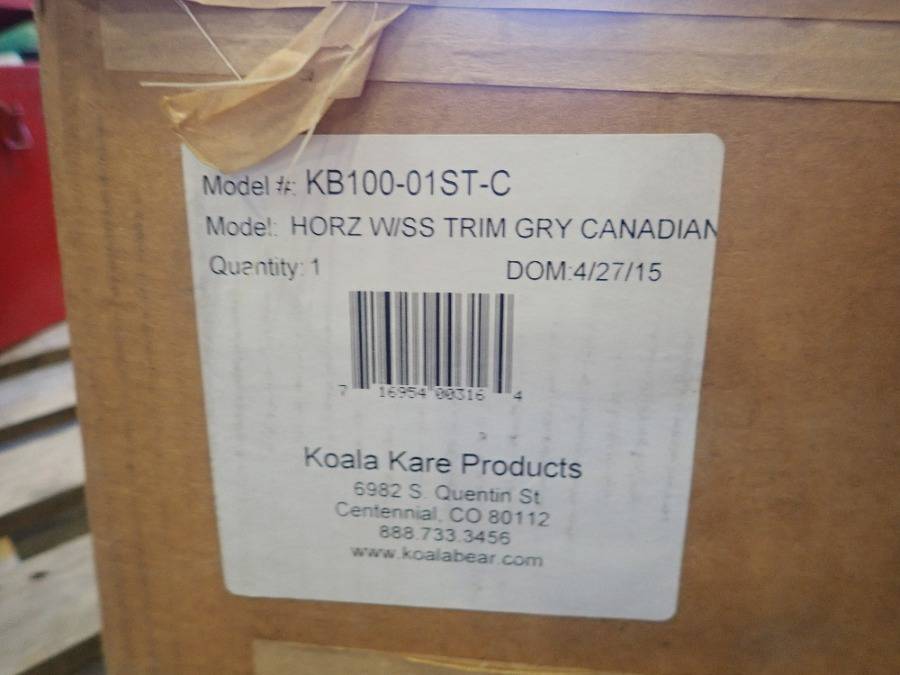 Model #: KB100-01ST-C
Model: HORZ W/SS TRIM GRY CANADIAN
Quantity: 1 DOM:4/27/15
7 16954 00316 4
Koala Kare Products
6982 S. Quentin St
Centennial, CO 80112
888.733.3456
www.koalabear.com